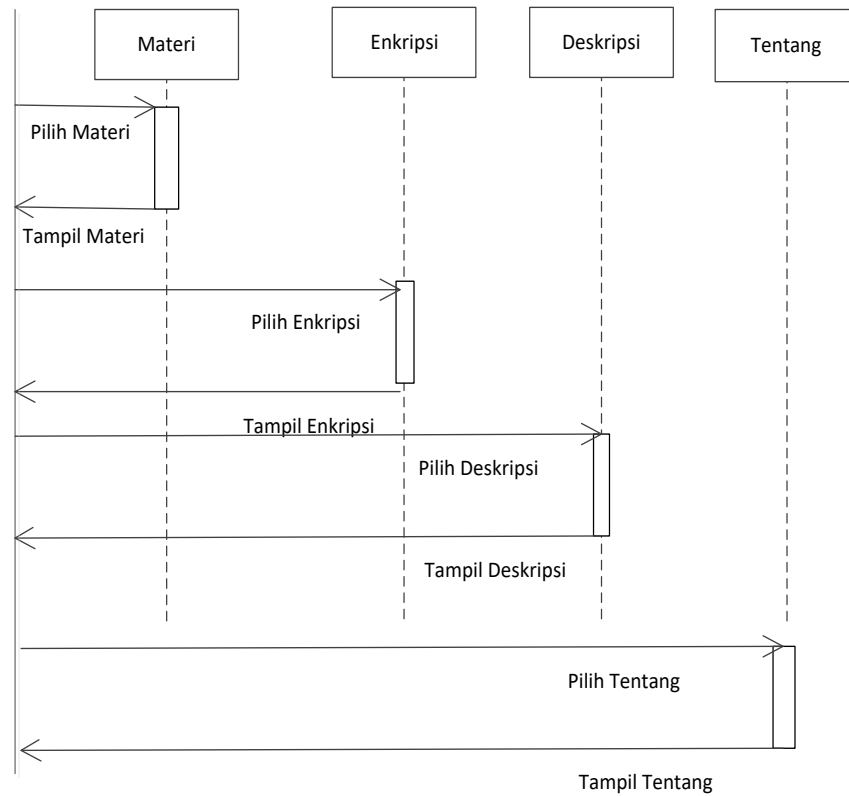 Materi
Enkripsi
Deskripsi
Tentang
Pilih Materi
Tampil Materi
Pilih Enkripsi
Tampil Enkripsi
Pilih Deskripsi
Tampil Deskripsi
Pilih Tentang
Tampil Tentang